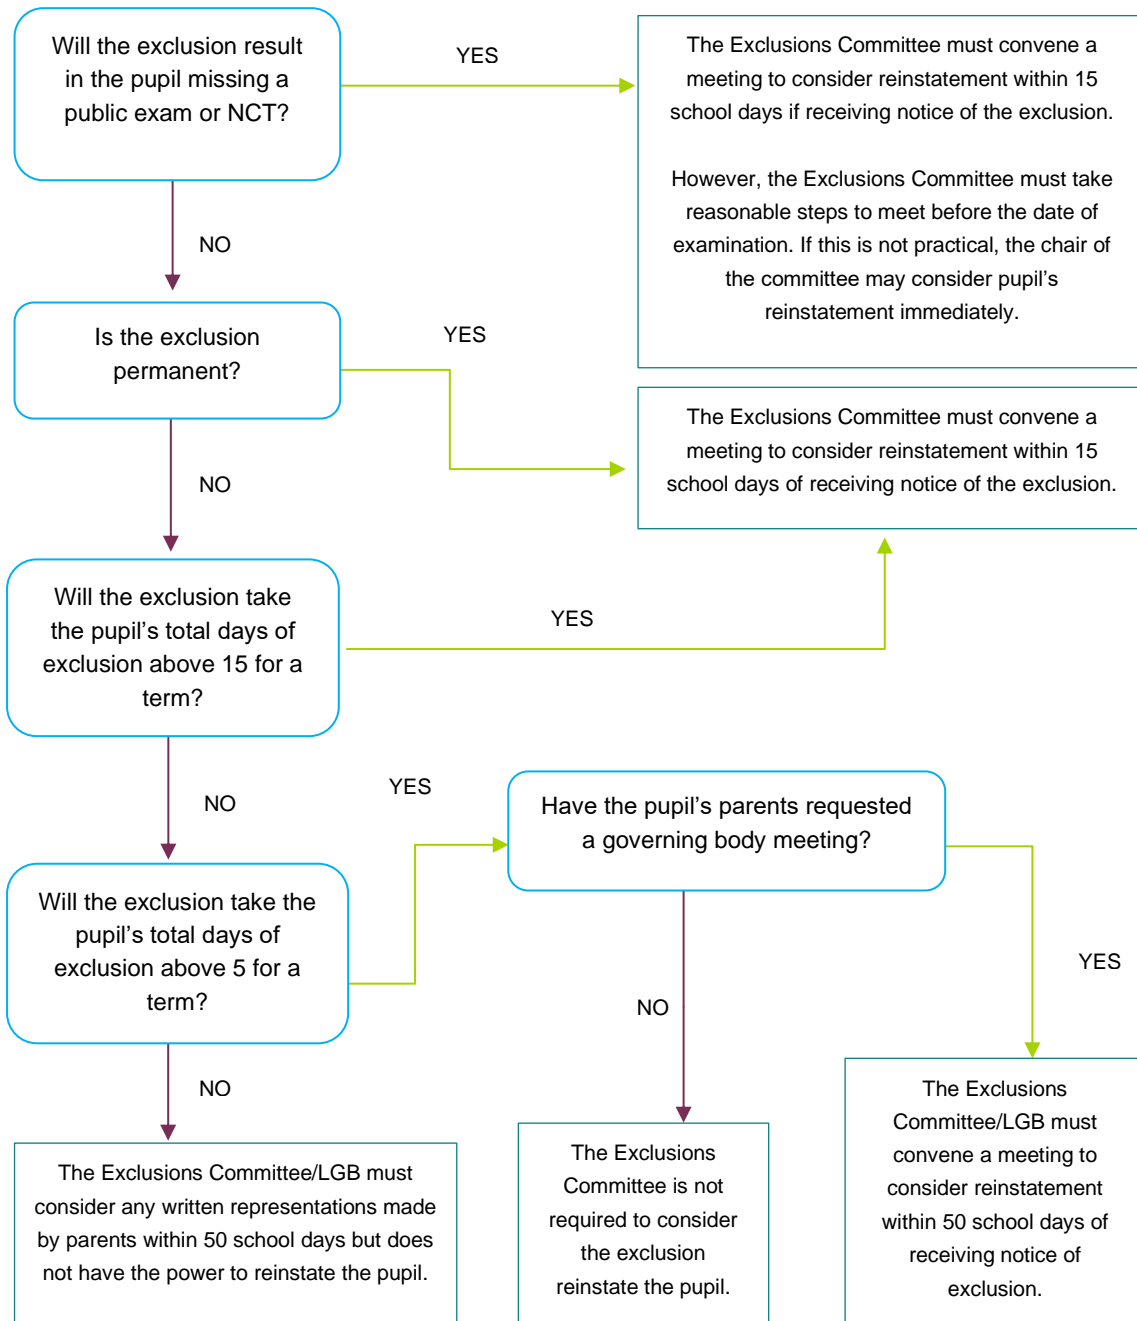 Will the exclusion result
in the pupil missing a
public exam or NCT?
YES
The Exclusions Committee must convene a
meeting to consider reinstatement within 15
school days if receiving notice of the exclusion.
However, the Exclusions Committee must take
reasonable steps to meet before the date of
examination. If this is not practical, the chair of
the committee may consider pupil’s
reinstatement immediately.
NO
Is the exclusion
permanent?
YES
The Exclusions Committee must convene a
meeting to consider reinstatement within 15
school days of receiving notice of the exclusion.
NO
Will the exclusion take
the pupil’s total days of
exclusion above 15 for a
term?
YES
NO
Will the exclusion take the
pupil’s total days of
exclusion above 5 for a
term?
YES
Have the pupil’s parents requested
a governing body meeting?
NO
YES
NO
The Exclusions Committee/LGB must
consider any written representations made
by parents within 50 school days but does
not have the power to reinstate the pupil.
The Exclusions
Committee is not
required to consider
the exclusion
reinstate the pupil.
The Exclusions
Committee/LGB must
convene a meeting to
consider reinstatement
within 50 school days of
receiving notice of
exclusion.